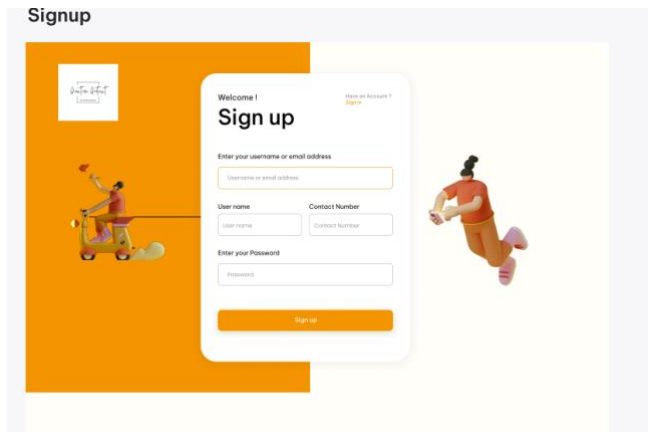 Signup
Welcome !
Have an Account ?
Sign in
Sign up
Enter your username or email address
Username or email address
User name
Contact Number
User name
Contact Number
Enter your Password
Password
Sign up